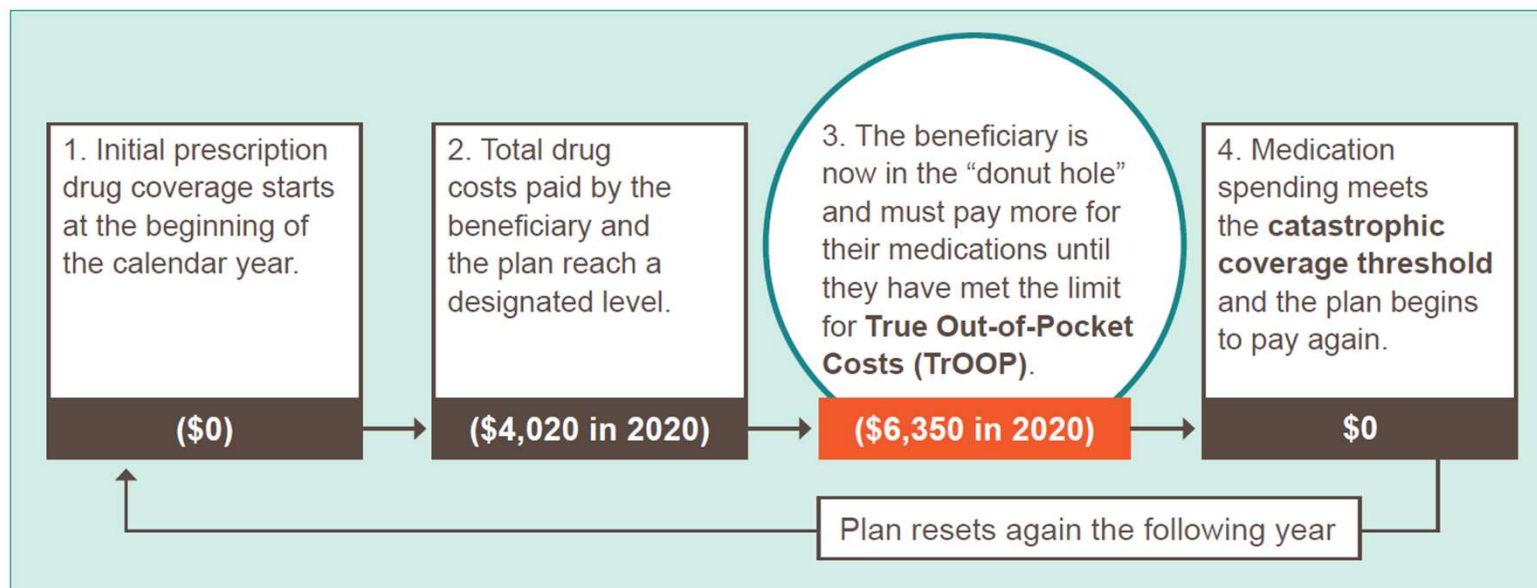 1. Initial prescription
drug coverage starts
at the beginning of
the calendar year.
($0)
2. Total drug
costs paid by the
beneficiary and
the plan reach a
designated level.
($4,020 in 2020)
3. The beneficiary is
now in the “donut hole”
and must pay more for
their medications until
they have met the limit
for True Out-of-Pocket
Costs (TrOOP).
($6,350 in 2020)
4. Medication
spending meets
the catastrophic
coverage threshold
and the plan begins
to pay again.
$0
Plan resets again the following year